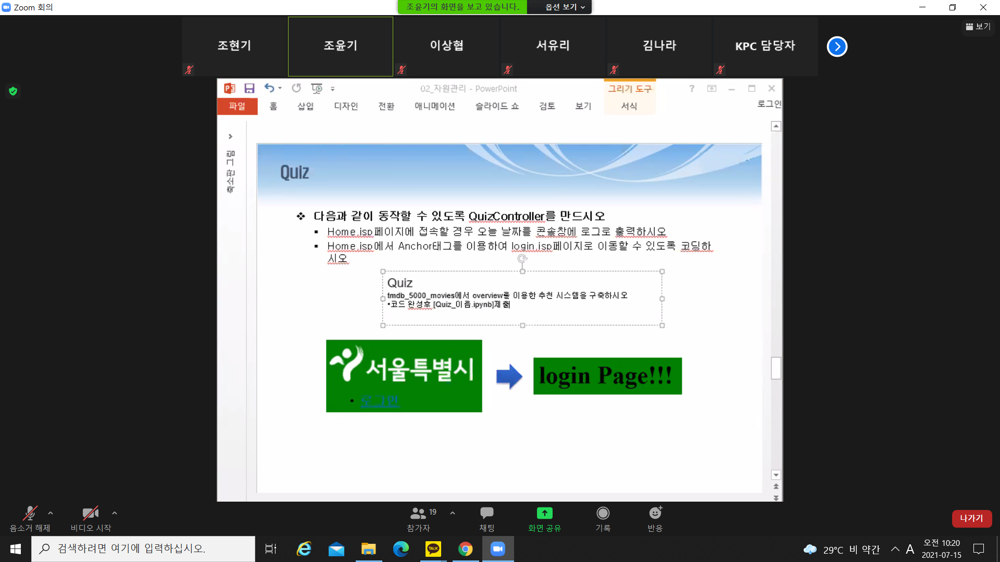 Zoom 회의
조윤기의 화면을 보고 있습니다.
옵션 보기
보기
조현기
조윤기
이상협
서유리
김나라
KPC 담당자
02_자원관리 - PowerPoint
그리기 도구
파일
홈
삽입
디자인
전환
애니메이션
슬라이드 쇼
검토
보기
서식
로그인
축소판 그림
Quiz
다음과 같이 동작할 수 있도록 QuizController를 만드시오
Home.jsp페이지에 접속할 경우 오늘 날짜를 콘솔창에 로그로 출력하시오
Home.jsp에서 Anchor태그를 이용하여 login.jsp페이지로 이동할 수 있도록 코딩하
시오
Quiz
tmdb_5000_movies에서 overview를 이용한 추천 시스템을 구축하시오
•코드 완성후 [Quiz_이름.ipynb]제출
서울특별시
• 로그인
login Page!!!
음소거 해제
비디오 시작
19
참가자
채팅
화면 공유
기록
반응
나가기
검색하려면 여기에 입력하십시오.
TALK
29°C 비 약간
A
오전 10:20
2021-07-15